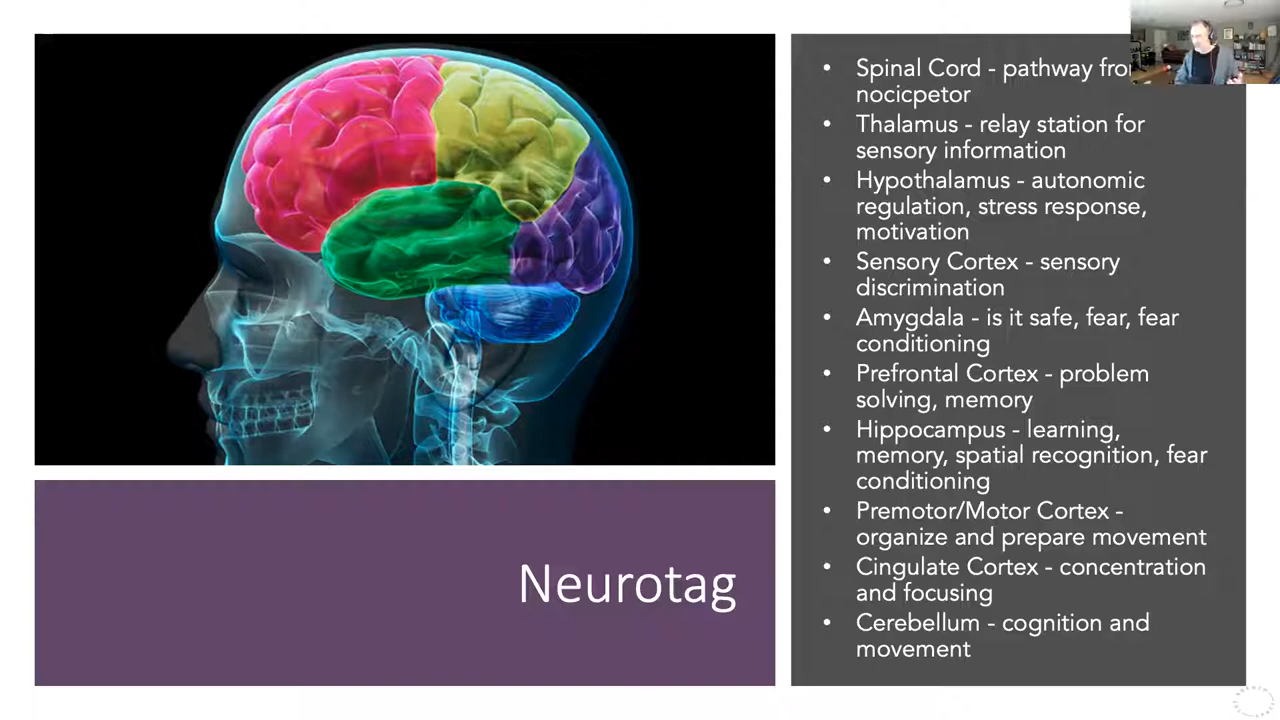 • Spinal Cord - pathway
nocicpetor
• Thalamus - relay station for
sensory information
• Hypothalamus - autonomic
regulation, stress response,
motivation
• Sensory Cortex - sensory
discrimination
• Amygdala - is it safe, fear, fear
conditioning
• Prefrontal Cortex - problem
solving, memory
• Hippocampus - learning,
memory, spatial recognition, fear
conditioning
• Premotor/Motor Cortex -
organize and prepare movement
• Cingulate Cortex - concentration
and focusing
• Cerebellum - cognition and
movement
Neurotag